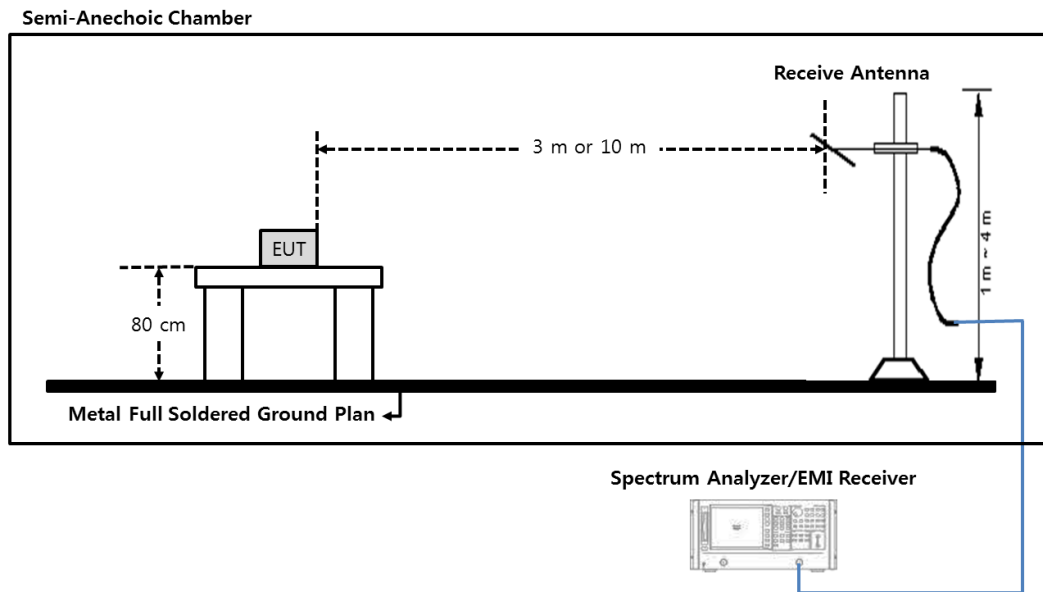 Semi-Anechoic Chamber
Receive Antenna
3 m or 10 m
EUT
1 m ~ 4 m
80 cm
Metal Full Soldered Ground Plan
Spectrum Analyzer/EMI Receiver